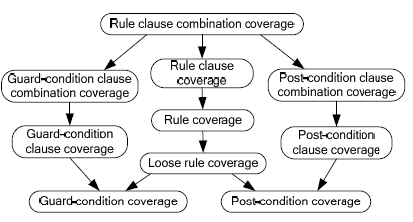 Rule clause combination coverage
Rule clause
coverage
Guard-condition clause
combination coverage
Post-condition clause
combination coverage
Rule coverage
Guard-condition
clause coverage
Post-condition
clause coverage
Loose rule coverage
Guard-condition coverage
Post-condition coverage